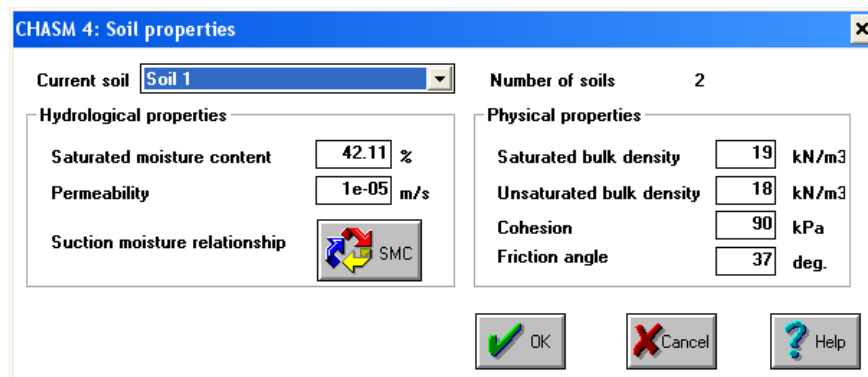 CHASM 4: Soil properties
Current soil Soil 1
Number of soils 2
Hydrological properties
Saturated moisture content 42.11 %
Permeability 1e-05 m/s
Suction moisture relationship SMC
Physical properties
Saturated bulk density 19 kN/m3
Unsaturated bulk density 18 kN/m3
Cohesion 90 kPa
Friction angle 37 deg.
OK Cancel Help